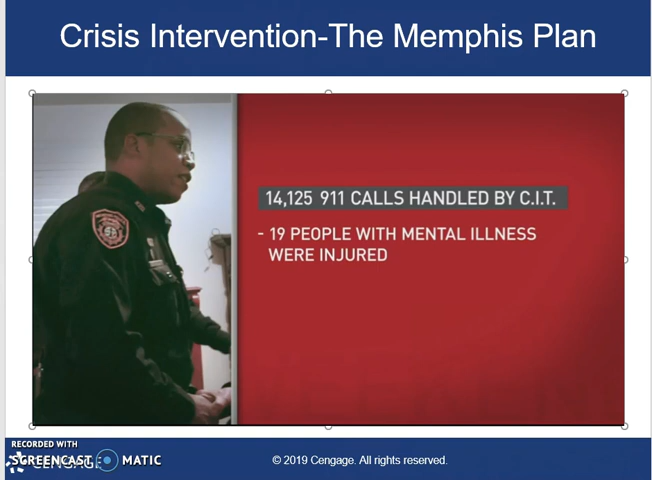 Crisis Intervention-The Memphis Plan
14,125 911 CALLS HANDLED BY C.I.T.
- 19 PEOPLE WITH MENTAL ILLNESS
WERE INJURED
RECORDED WITH
SCREENCAST MATIC
CENGAGE
© 2019 Cengage. All rights reserved.